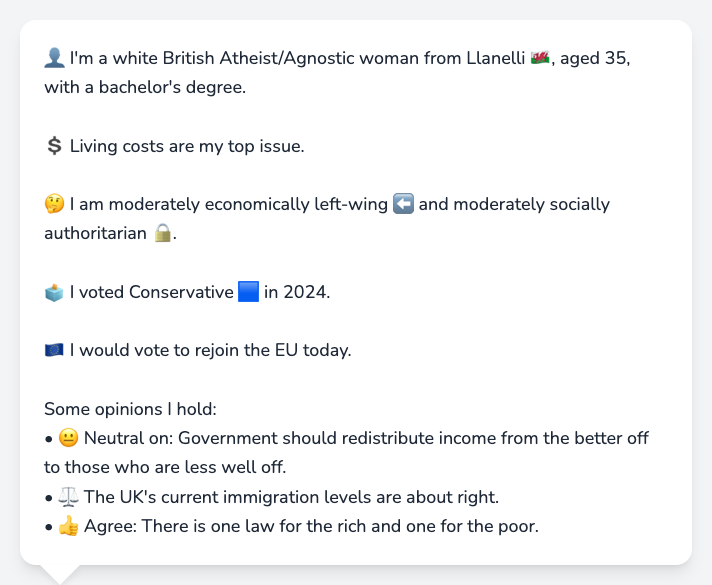 👤 I'm a white British Atheist/Agnostic woman from Llanelli 🏴󠁧󠁢󠁷󠁬󠁳󠁿, aged 35,
with a bachelor's degree.
💲 Living costs are my top issue.
🤔 I am moderately economically left-wing ⬅️ and moderately socially
authoritarian 🔒.
🗳️ I voted Conservative 🟦 in 2024.
🇪🇺 I would vote to rejoin the EU today.
Some opinions I hold:
• 😐 Neutral on: Government should redistribute income from the better off
to those who are less well off.
• ⚖️ The UK's current immigration levels are about right.
• 👍 Agree: There is one law for the rich and one for the poor.